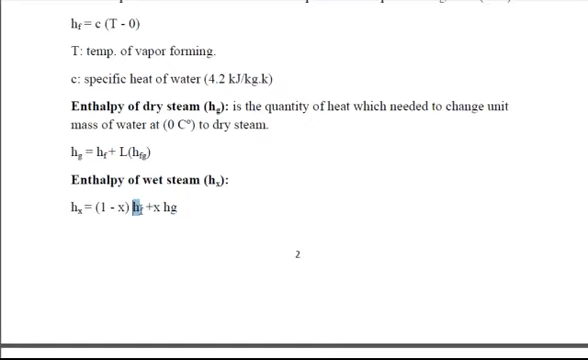 hf = c (T - 0)
T: temp. of vapor forming.
c: specific heat of water (4.2 kJ/kg.k)
Enthalpy of dry steam (hg): is the quantity of heat which needed to change unit
mass of water at (0 C°) to dry steam.
hg = hf + L(hfg)
Enthalpy of wet steam (hx):
hx = (1 - x) hf +x hg
2